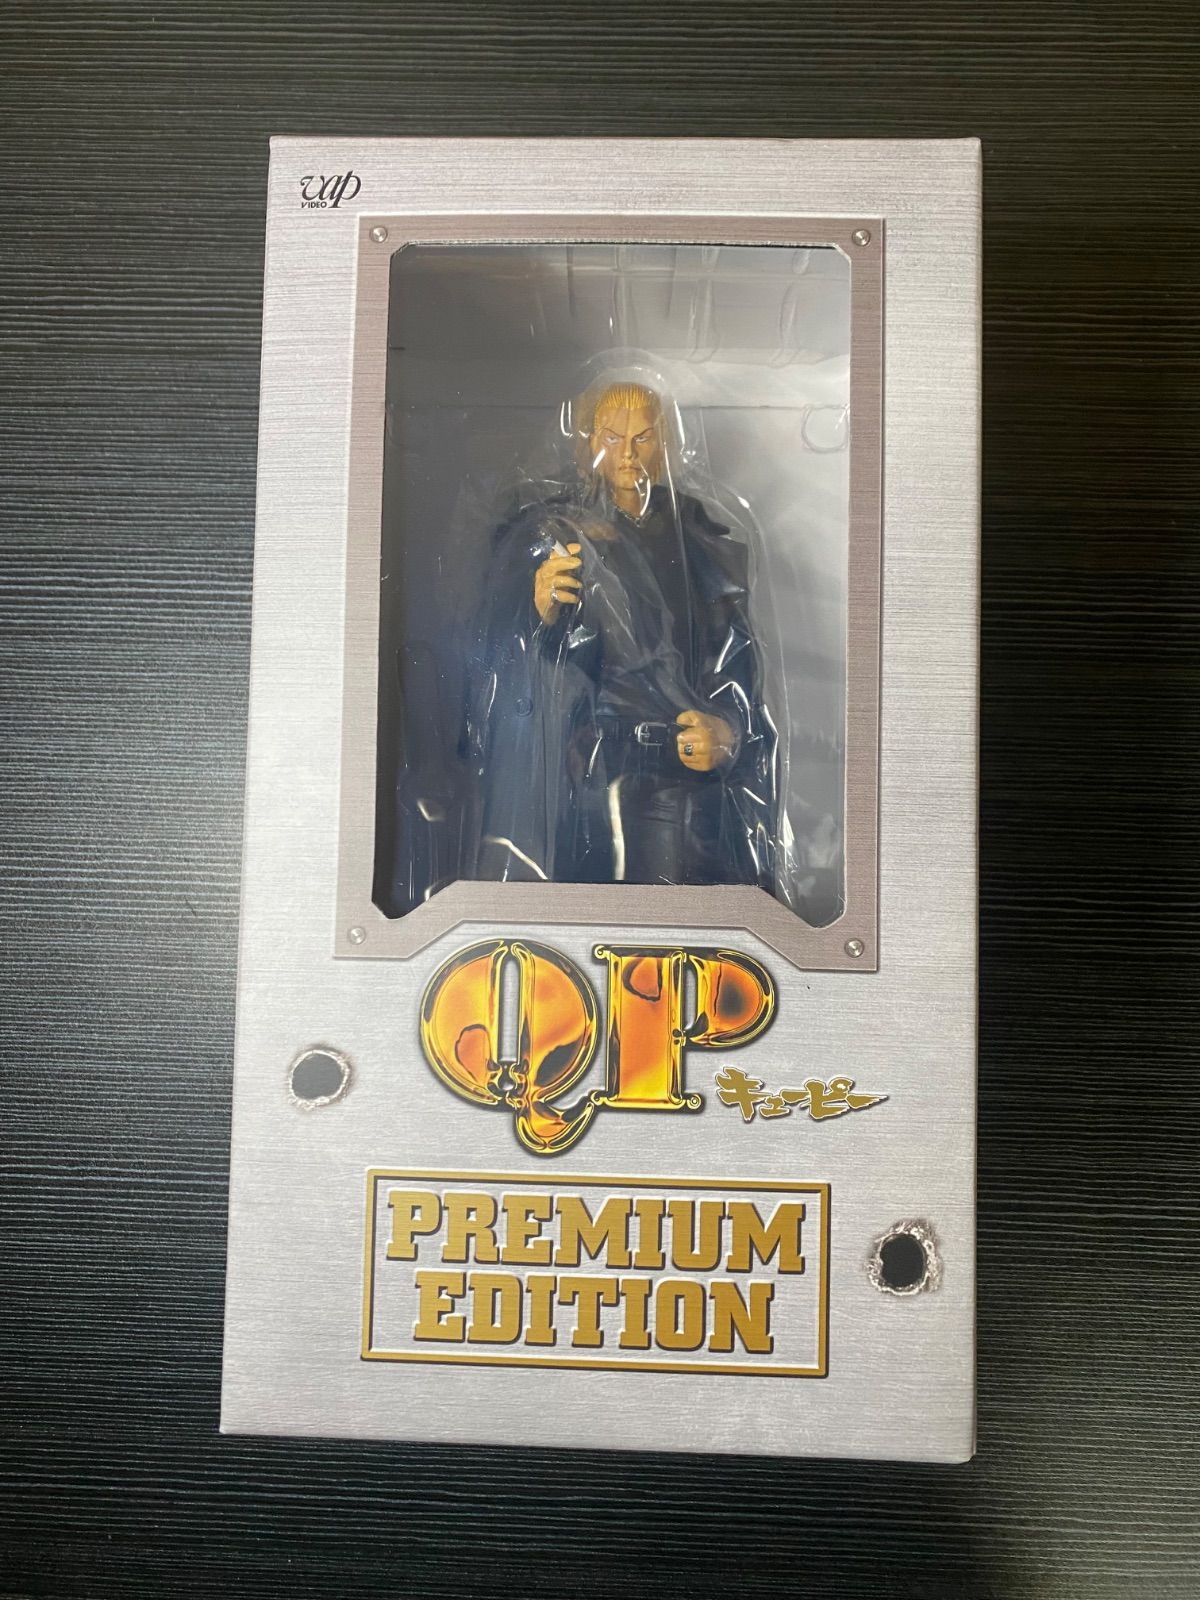 vap
VIDEO
QP
キューピー
PREMIUM
EDITION